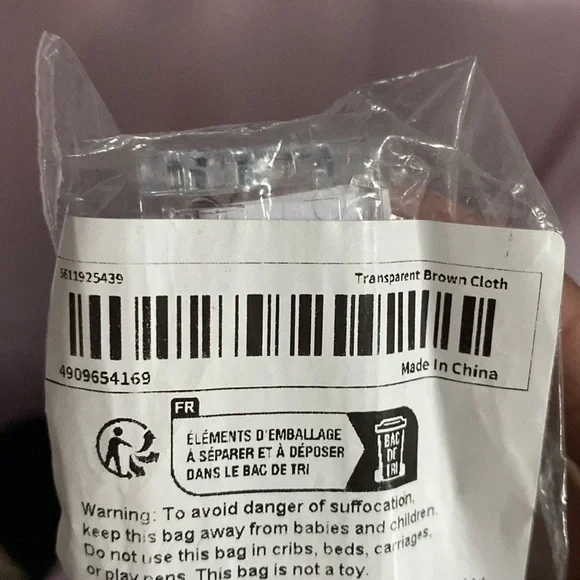 5611925439
Transparent Brown Cloth
4909654169
Made In China
FR
ÉLÉMENTS D'EMBALLAGE
À SÉPARER ET À DÉPOSER
DANS LE BAC DE TRI
BAC
DE
TRI
Warning: To avoid danger of suffocation,
keep this bag away from babies and children.
Do not use this bag in cribs, beds, carriages,
or play pens. This bag is not a toy.